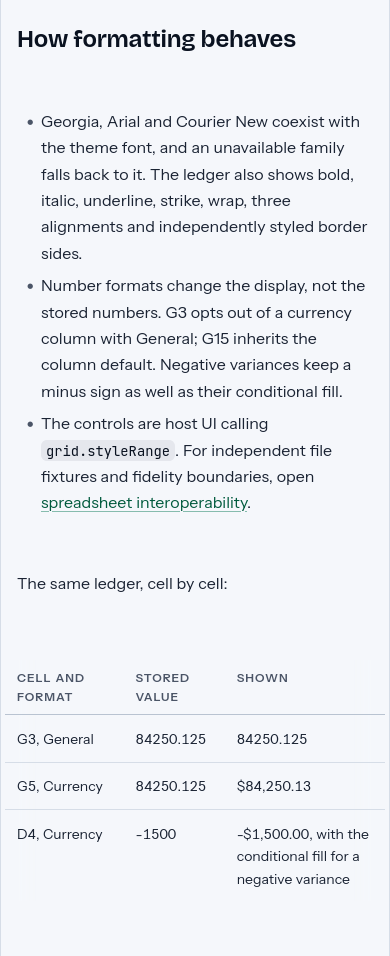 How formatting behaves
• Georgia, Arial and Courier New coexist with
the theme font, and an unavailable family
falls back to it. The ledger also shows bold,
italic, underline, strike, wrap, three
alignments and independently styled border
sides.
• Number formats change the display, not the
stored numbers. G3 opts out of a currency
column with General; G15 inherits the
column default. Negative variances keep a
minus sign as well as their conditional fill.
• The controls are host UI calling
grid.styleRange. For independent file
fixtures and fidelity boundaries, open
spreadsheet interoperability.
The same ledger, cell by cell:
CELL AND FORMAT STORED VALUE SHOWN
G3, General 84250.125 84250.125
G5, Currency 84250.125 $84,250.13
D4, Currency -1500 -$1,500.00, with the
conditional fill for a
negative variance